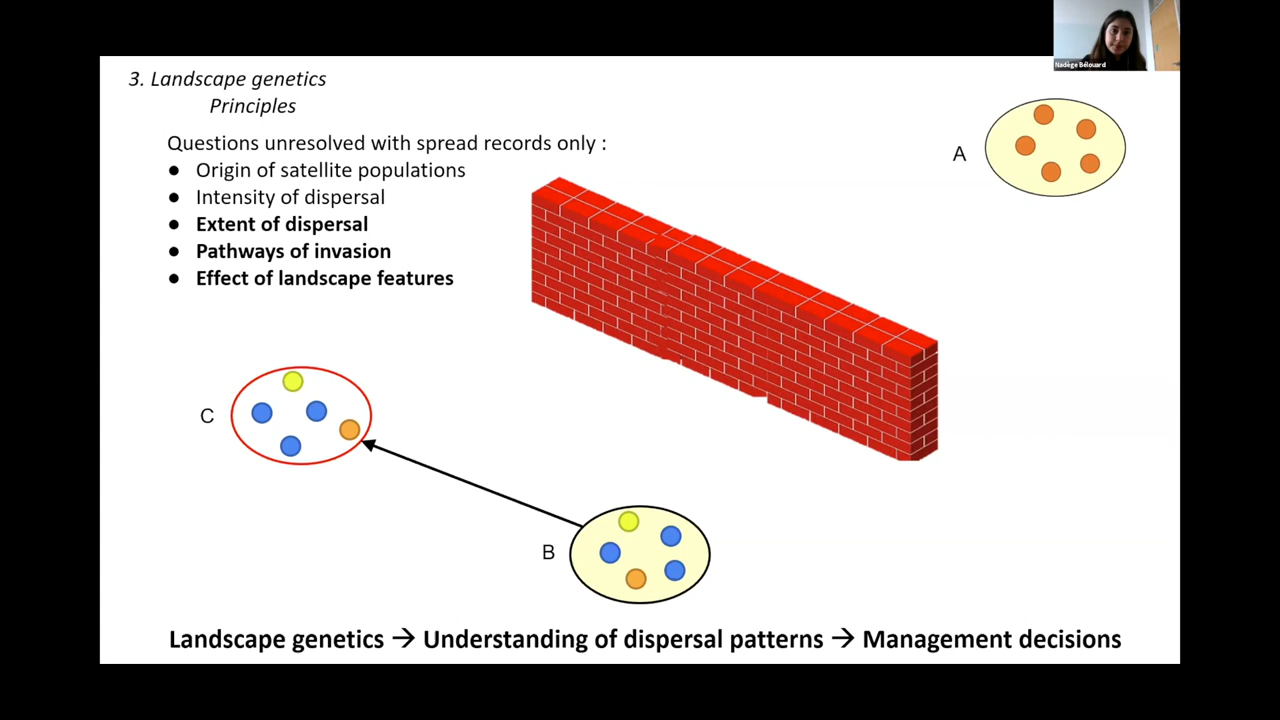 3. Landscape genetics
Principles
Questions unresolved with spread records only :
● Origin of satellite populations
● Intensity of dispersal
● Extent of dispersal
● Pathways of invasion
● Effect of landscape features
Nadège Bélouard
A
C
B
Landscape genetics → Understanding of dispersal patterns → Management decisions